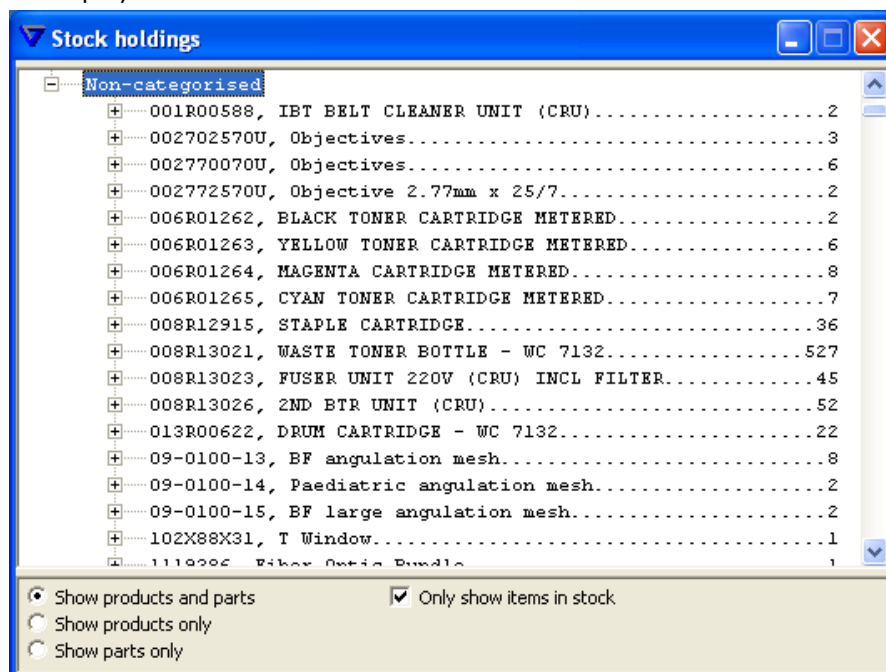 Stock holdings
Non-categorised
001R00588, IBT BELT CLEANER UNIT (CRU)....................2
002702570U, Objectives....................................3
002770070U, Objectives....................................6
002772570U, Objective 2.77mm x 25/7.......................2
006R01262, BLACK TONER CARTRIDGE METERED..................2
006R01263, YELLOW TONER CARTRIDGE METERED.................6
006R01264, MAGENTA CARTRIDGE METERED......................8
006R01265, CYAN TONER CARTRIDGE METERED...................7
008R12915, STAPLE CARTRIDGE..............................36
008R13021, WASTE TONER BOTTLE - WC 7132.................527
008R13023, FUSER UNIT 220V (CRU) INCL FILTER.............45
008R13026, 2ND BTR UNIT (CRU)............................52
013R00622, DRUM CARTRIDGE - WC 7132......................22
09-0100-13, BF angulation mesh............................8
09-0100-14, Paediatric angulation mesh....................2
09-0100-15, BF large angulation mesh......................2
102X88X31, T Window.......................................1
Fiber Optic Bundle
Show products and parts
Only show items in stock
Show products only
Show parts only